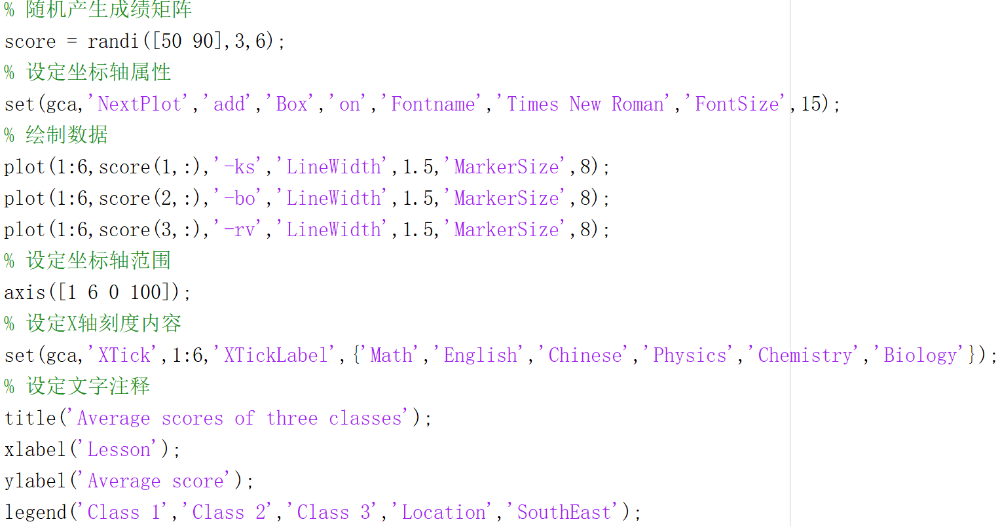 % 随机产生成绩矩阵
score = randi([50 90],3,6);
% 设定坐标轴属性
set(gca,'NextPlot','add','Box','on','Fontname','Times New Roman','FontSize',15);
% 绘制数据
plot(1:6,score(1,:),'-ks','LineWidth',1.5,'MarkerSize',8);
plot(1:6,score(2,:),'-bo','LineWidth',1.5,'MarkerSize',8);
plot(1:6,score(3,:),'-rv','LineWidth',1.5,'MarkerSize',8);
% 设定坐标轴范围
axis([1 6 0 100]);
% 设定X轴刻度内容
set(gca,'XTick',1:6,'XTickLabel',{'Math','English','Chinese','Physics','Chemistry','Biology'});
% 设定文字注释
title('Average scores of three classes');
xlabel('Lesson');
ylabel('Average score');
legend('Class 1','Class 2','Class 3','Location','SouthEast');